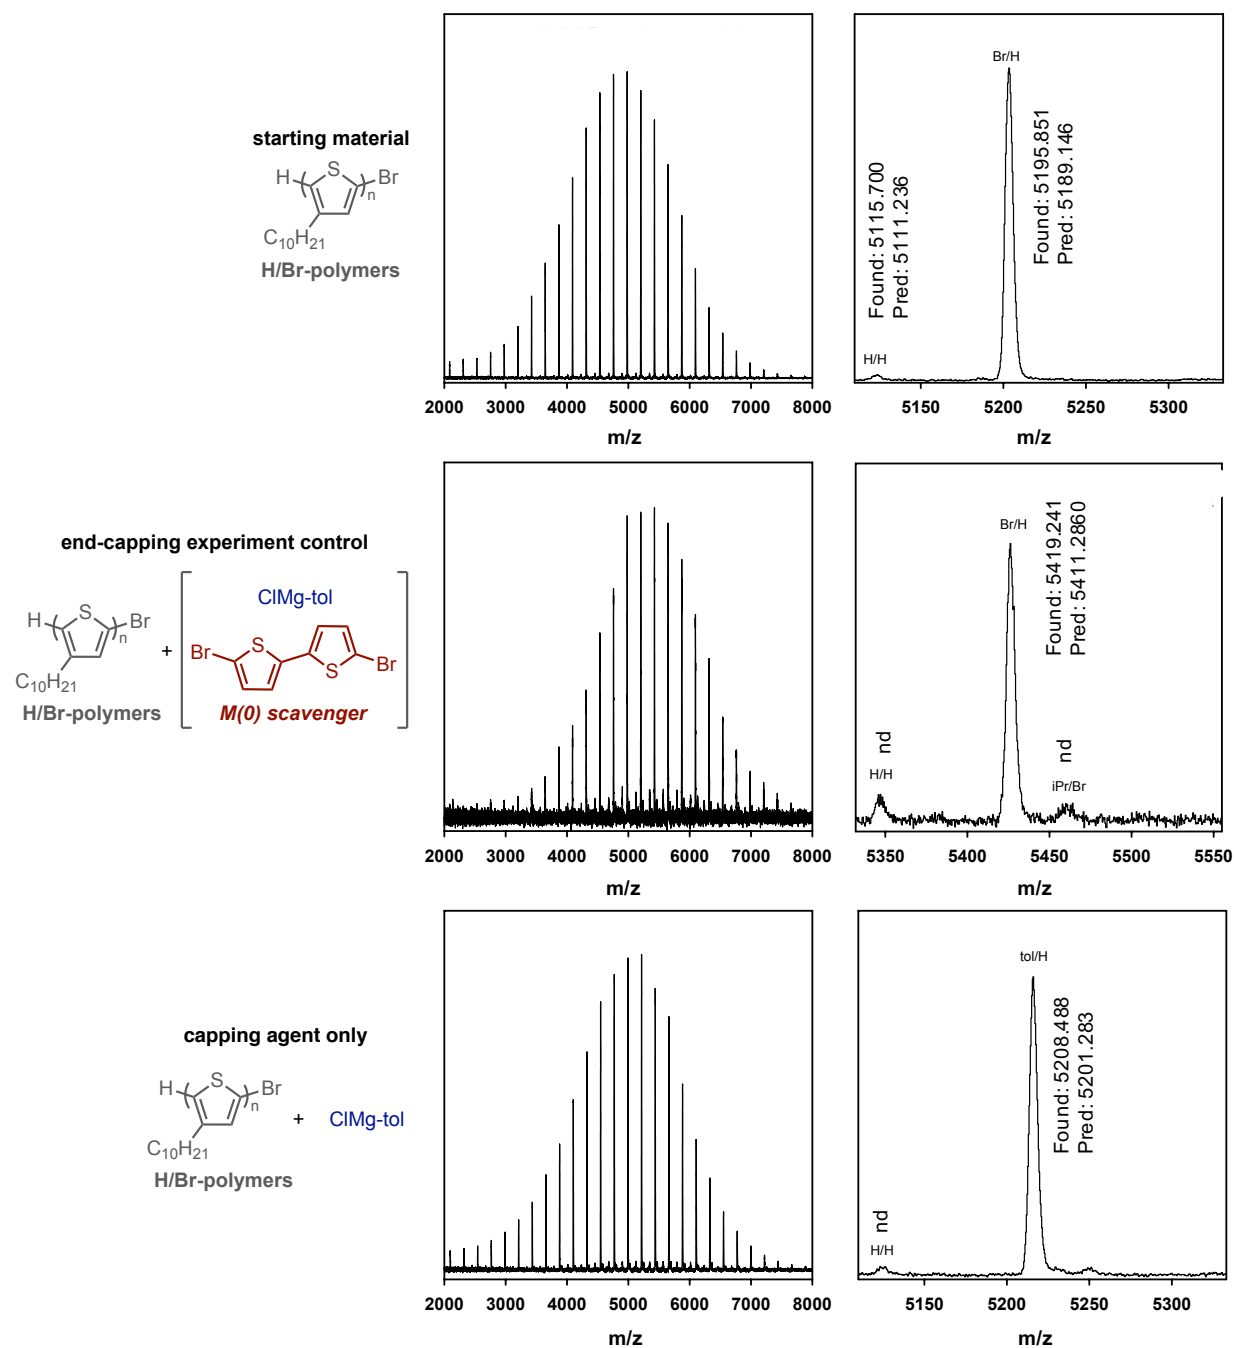 starting material
H
S
n
Br
C10H21
H/Br-polymers
2000 3000 4000 5000 6000 7000 8000
m/z
Br/H
H/H
Found: 5115.700
Pred: 5111.236
Found: 5195.851
Pred: 5189.146
5150 5200 5250 5300
m/z
end-capping experiment control
H
S
n
Br
C10H21
H/Br-polymers
+
ClMg-tol
Br
S
S
Br
M(0) scavenger
2000 3000 4000 5000 6000 7000 8000
m/z
Br/H
Found: 5419.241
Pred: 5411.2860
nd
H/H
nd
iPr/Br
5350 5400 5450 5500 5550
m/z
capping agent only
H
S
n
Br
C10H21
H/Br-polymers
+
ClMg-tol
2000 3000 4000 5000 6000 7000 8000
m/z
tol/H
Found: 5208.488
Pred: 5201.283
nd
H/H
5150 5200 5250 5300
m/z